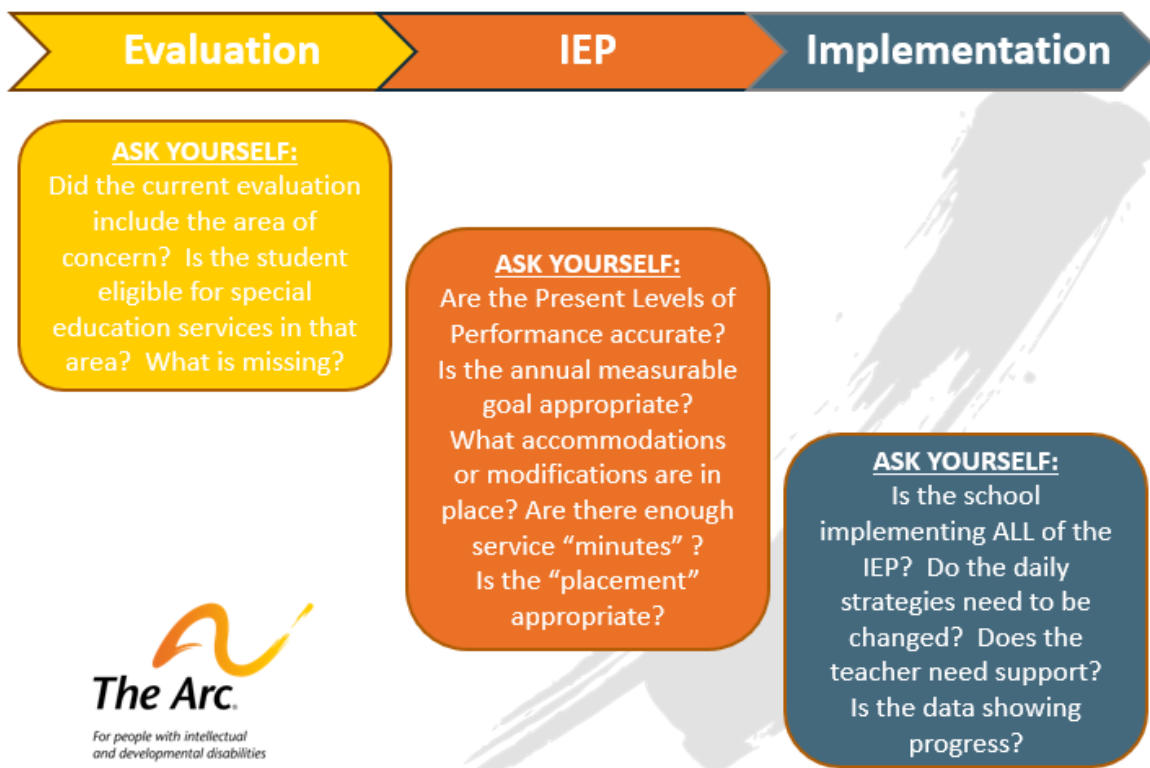 Evaluation
IEP
Implementation
ASK YOURSELF:
Did the current evaluation
include the area of
concern?  Is the student
eligible for special
education services in that
area?  What is missing?
ASK YOURSELF:
Are the Present Levels of
Performance accurate?
Is the annual measurable
goal appropriate?
What accommodations
or modifications are in
place? Are there enough
service “minutes” ?
Is the “placement”
appropriate?
ASK YOURSELF:
Is the school
implementing ALL of the
IEP?  Do the daily
strategies need to be
changed?  Does the
teacher need support?
Is the data showing
progress?
The Arc®
For people with intellectual
and developmental disabilities